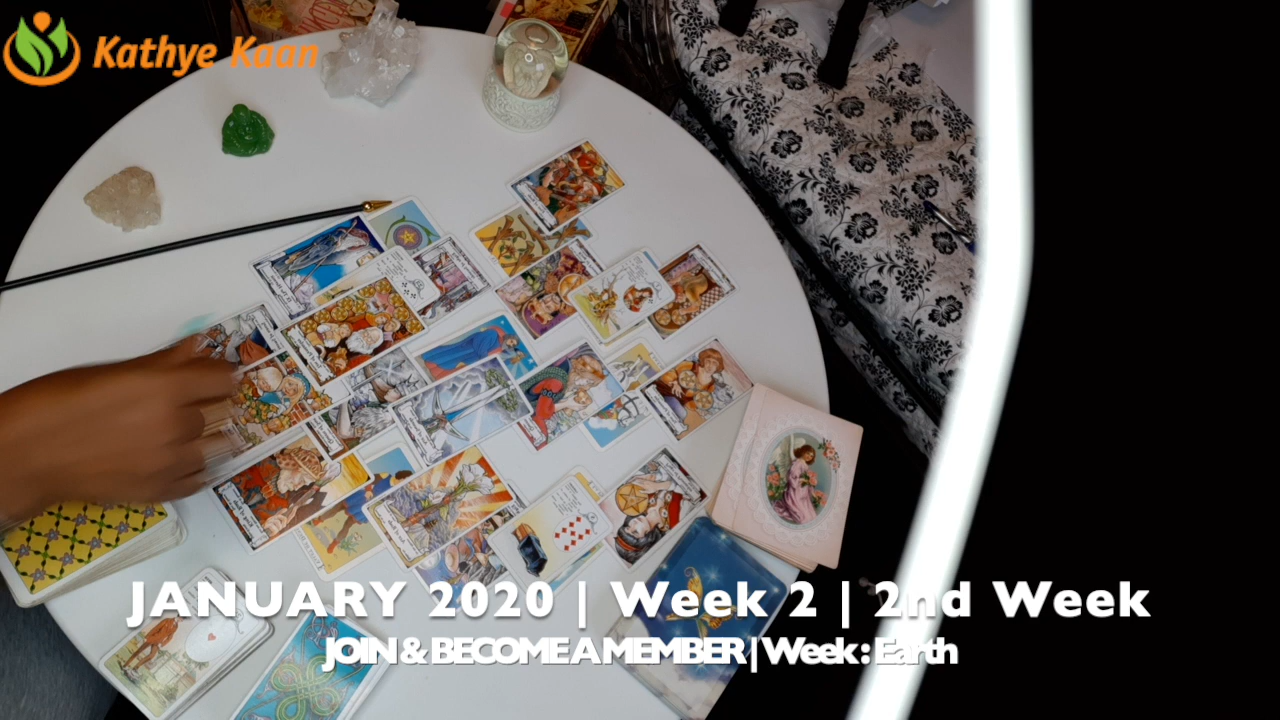 Kathye Kaan
JANUARY 2020 | Week 2 | 2nd Week
JOIN & BECOME A MEMBER | Week : Earth